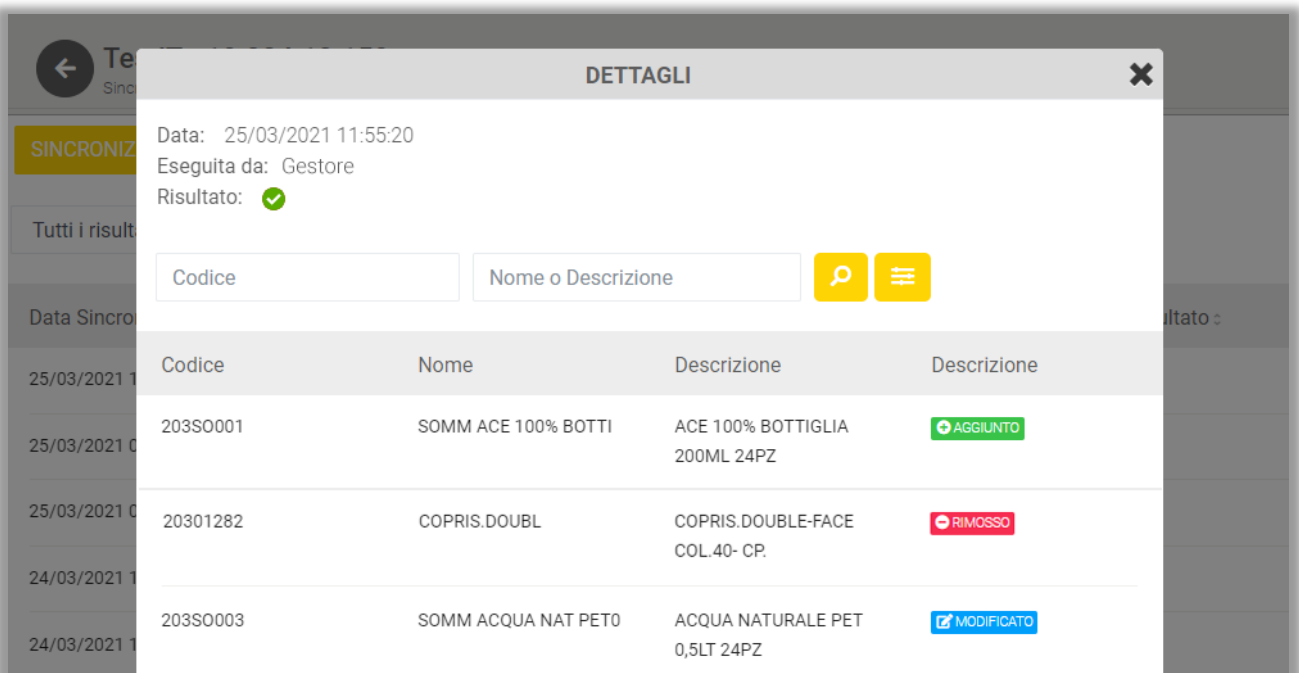 DETTAGLI
Sinc
Data: 25/03/2021 11:55:20
SINCRONIZ
Eseguita da: Gestore
Risultato:
Tutti i risult
Codice
Nome o Descrizione
Data Sincro
ultato
Codice Nome Descrizione Descrizione
25/03/2021 1
203SO001 SOMM ACE 100% BOTTI ACE 100% BOTTIGLIA AGGIUNTO
200ML 24PZ
25/03/2021 0
25/03/2021 0
20301282 COPRIS.DOUBL COPRIS.DOUBLE-FACE RIMOSSO
COL.40- CP.
24/03/2021 1
203SO003 SOMM ACQUA NAT PET0 ACQUA NATURALE PET MODIFICATO
0,5LT 24PZ
24/03/2021 1